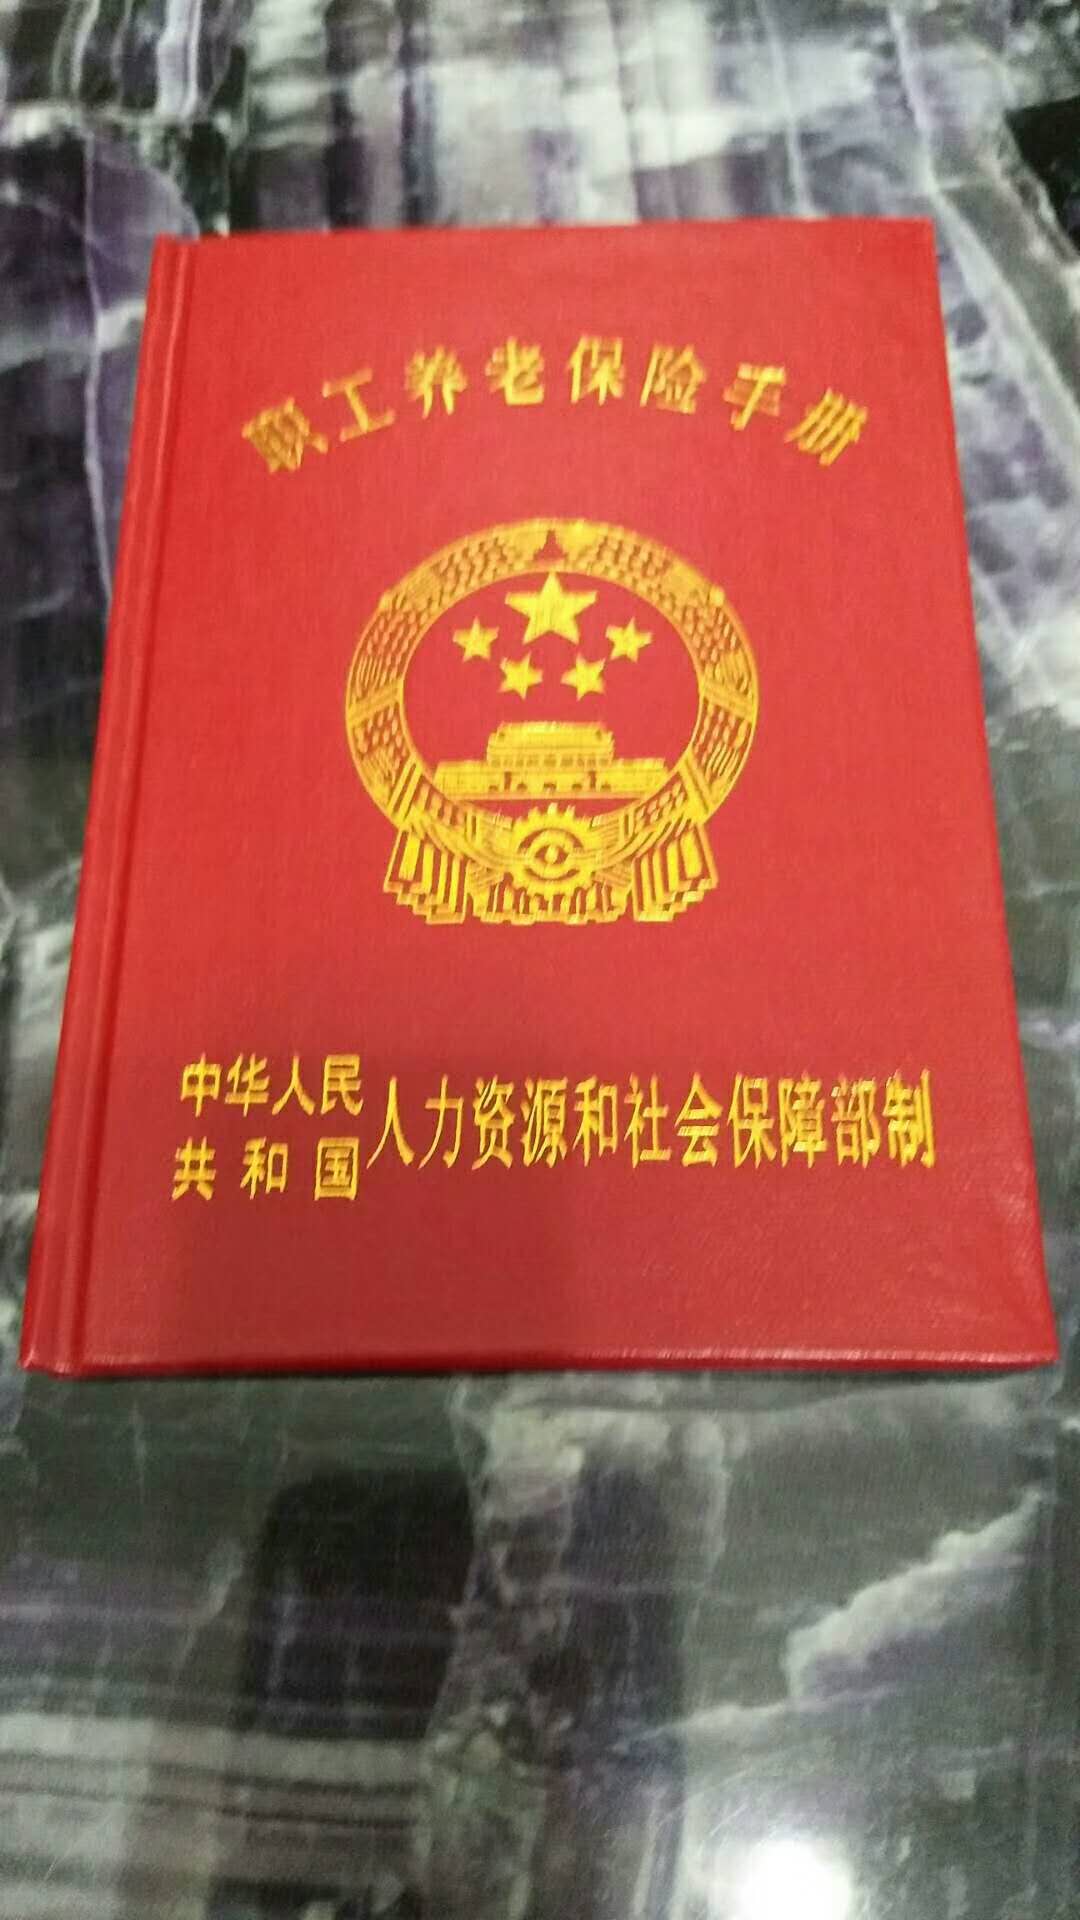 职工养老保险手册
中华人民
共和国
人力资源和社会保障部制